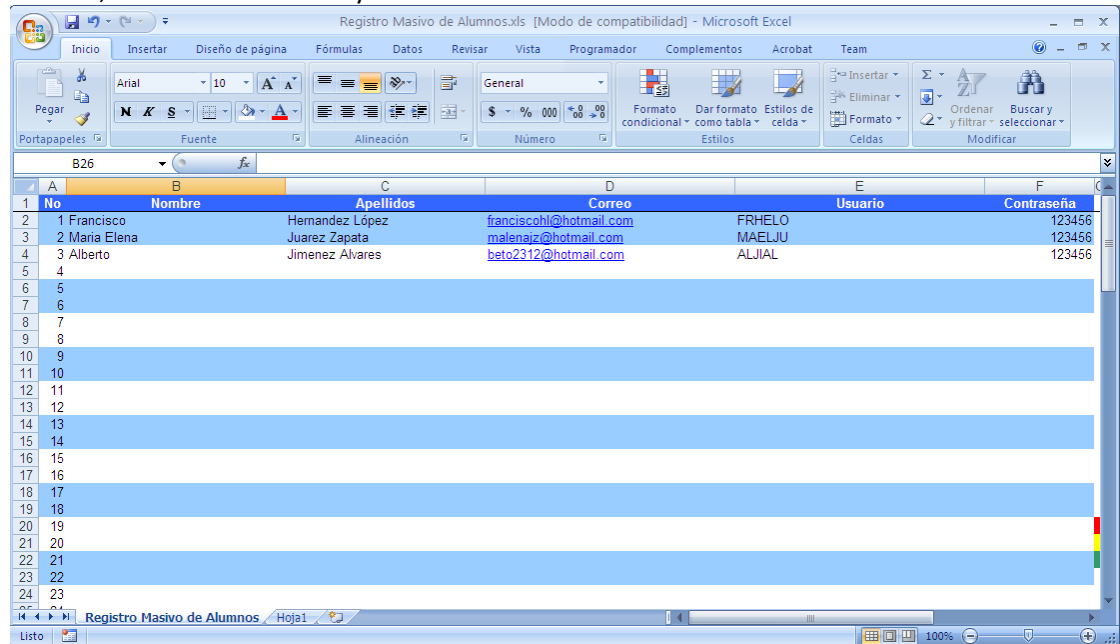 Registro Masivo de Alumnos.xls [Modo de compatibilidad] - Microsoft Excel
Inicio Insertar Diseño de página Fórmulas Datos Revisar Vista Programador Complementos Acrobat Team
Pegar
Arial 10 A A
N K S A
General
$ % 000
Formato condicional
Dar formato como tabla
Estilos de celda
Insertar
Eliminar
Formato
Σ
Ordenar y filtrar
Buscar y seleccionar
Portapapeles Fuente Alineación Número Estilos Celdas Modificar
B26 fx
A B C D E F
1 No Nombre Apellidos Correo Usuario Contraseña
2 1 Francisco Hernandez López franciscohl@hotmail.com FRHELO 123456
3 2 Maria Elena Juarez Zapata malenajz@hotmail.com MAELJU 123456
4 3 Alberto Jimenez Alvares beto2312@hotmail.com ALJIAL 123456
5 4
6 5
7 6
8 7
9 8
10 9
11 10
12 11
13 12
14 13
15 14
16 15
17 16
18 17
19 18
20 19
21 20
22 21
23 22
24 23
Registro Masivo de Alumnos Hoja1
Listo 100%